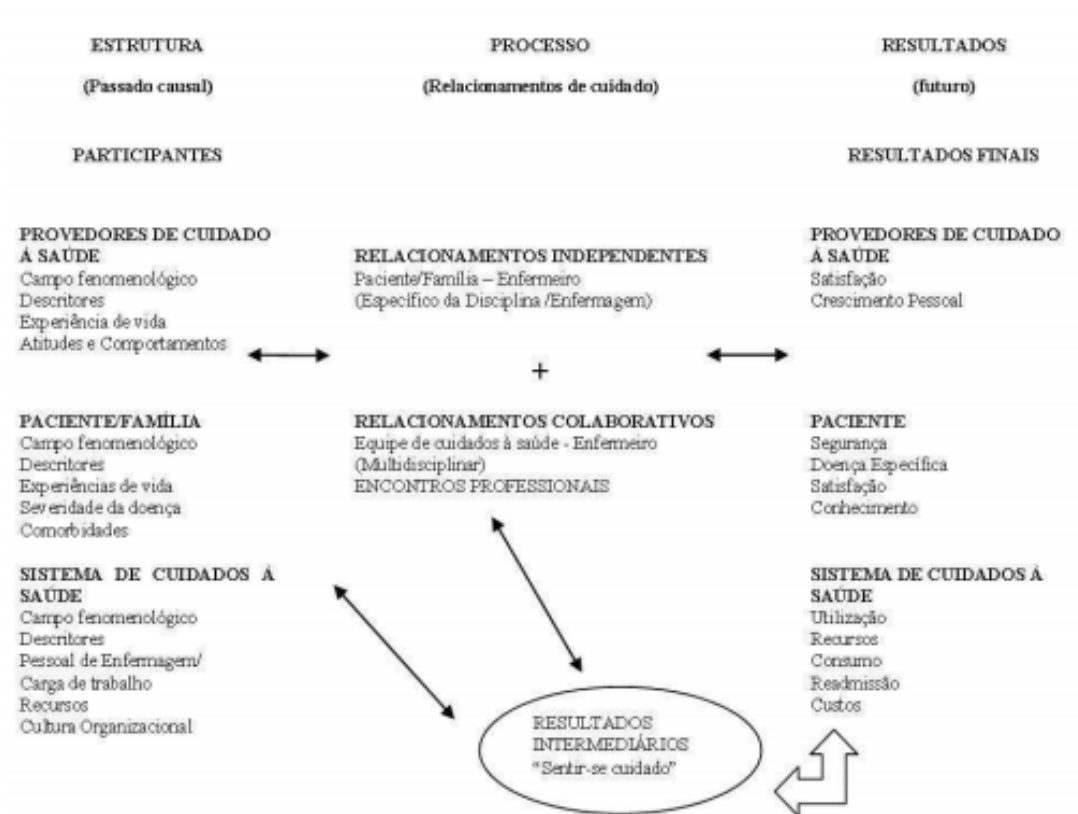 ESTRUTURA
(Passado causal)
PARTICIPANTES
PROVEDORES DE CUIDADO
À SAÚDE
Campo fenomenológico
Descritores
Experiência de vida
Atitudes e Comportamentos
PACIENTE/FAMÍLIA
Campo fenomenológico
Descritores
Experiências de vida
Severidade da doença
Comorbidades
SISTEMA DE CUIDADOS À
SAÚDE
Campo fenomenológico
Descritores
Pessoal de Enfermagem/
Carga de trabalho
Recursos
Cultura Organizacional
PROCESSO
(Relacionamentos de cuidado)
RELACIONAMENTOS INDEPENDENTES
Paciente/Família – Enfermeiro
(Específico da Disciplina /Enfermagem)
+
RELACIONAMENTOS COLABORATIVOS
Equipe de cuidados à saúde - Enfermeiro
(Multidisciplinar)
ENCONTROS PROFESSIONAIS
RESULTADOS
INTERMEDIÁRIOS
“Sentir-se cuidado”
RESULTADOS
(futuro)
RESULTADOS FINAIS
PROVEDORES DE CUIDADO
À SAÚDE
Satisfação
Crescimento Pessoal
PACIENTE
Segurança
Doença Específica
Satisfação
Conhecimento
SISTEMA DE CUIDADOS À
SAÚDE
Utilização
Recursos
Consumo
Readmissão
Custos